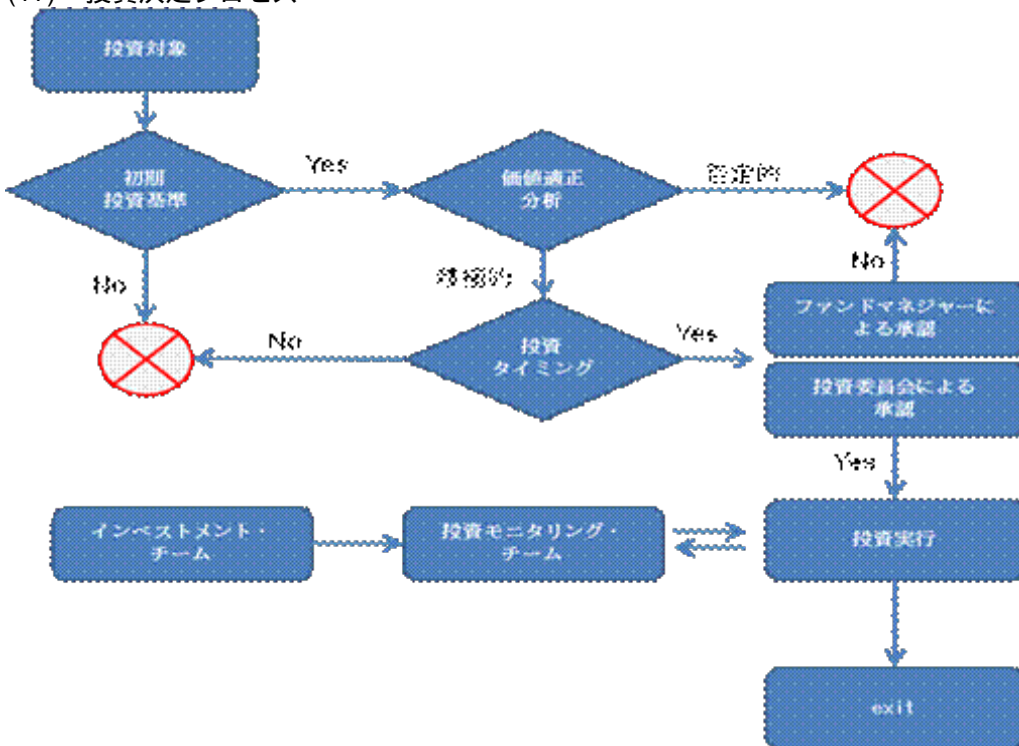 投資対象
初期
投資基準
Yes
価値適正
分析
否定的
No
積極的
No
ファンドマネジャーに
よる承認
No
投資
タイミング
Yes
投資委員会による
承認
Yes
インベストメント・
チーム
投資モニタリング・
チーム
投資実行
exit